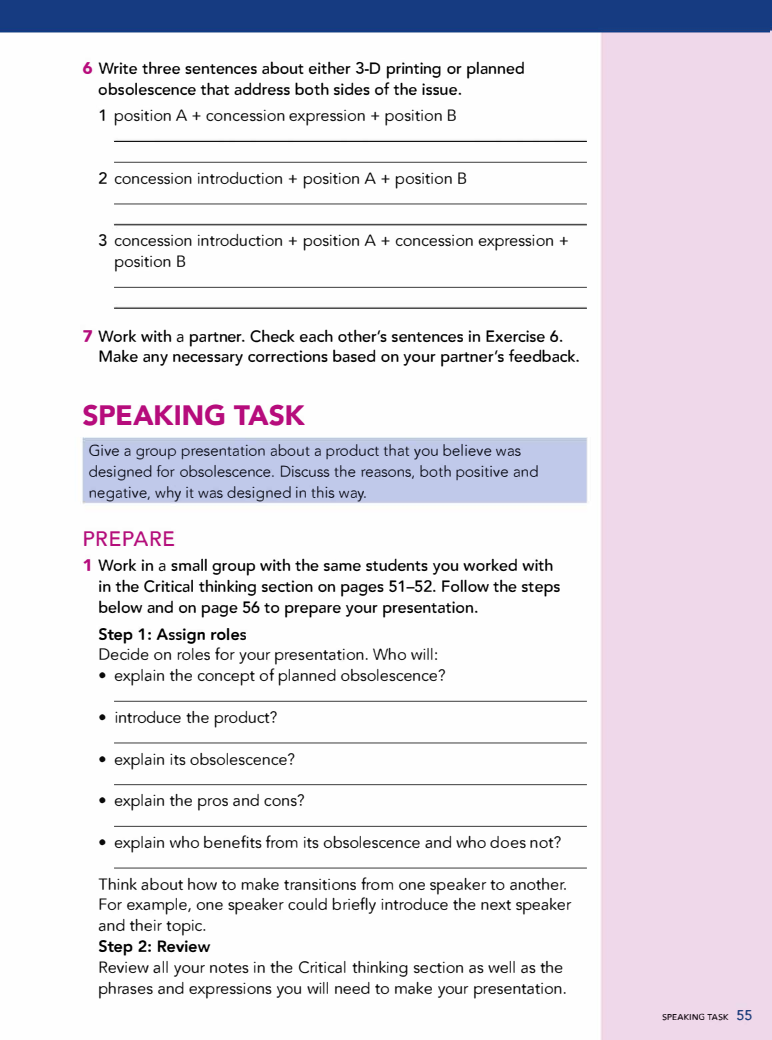 6 Write three sentences about either 3-D printing or planned
obsolescence that address both sides of the issue.
1 position A + concession expression + position B
2 concession introduction + position A + position B
3 concession introduction + position A + concession expression +
position B
7 Work with a partner. Check each other's sentences in Exercise 6.
Make any necessary corrections based on your partner's feedback.
SPEAKING TASK
Give a group presentation about a product that you believe was
designed for obsolescence. Discuss the reasons, both positive and
negative, why it was designed in this way.
PREPARE
1 Work in a small group with the same students you worked with
in the Critical thinking section on pages 51–52. Follow the steps
below and on page 56 to prepare your presentation.
Step 1: Assign roles
Decide on roles for your presentation. Who will:
• explain the concept of planned obsolescence?
• introduce the product?
• explain its obsolescence?
• explain the pros and cons?
• explain who benefits from its obsolescence and who does not?
Think about how to make transitions from one speaker to another.
For example, one speaker could briefly introduce the next speaker
and their topic.
Step 2: Review
Review all your notes in the Critical thinking section as well as the
phrases and expressions you will need to make your presentation.
SPEAKING TASK 55